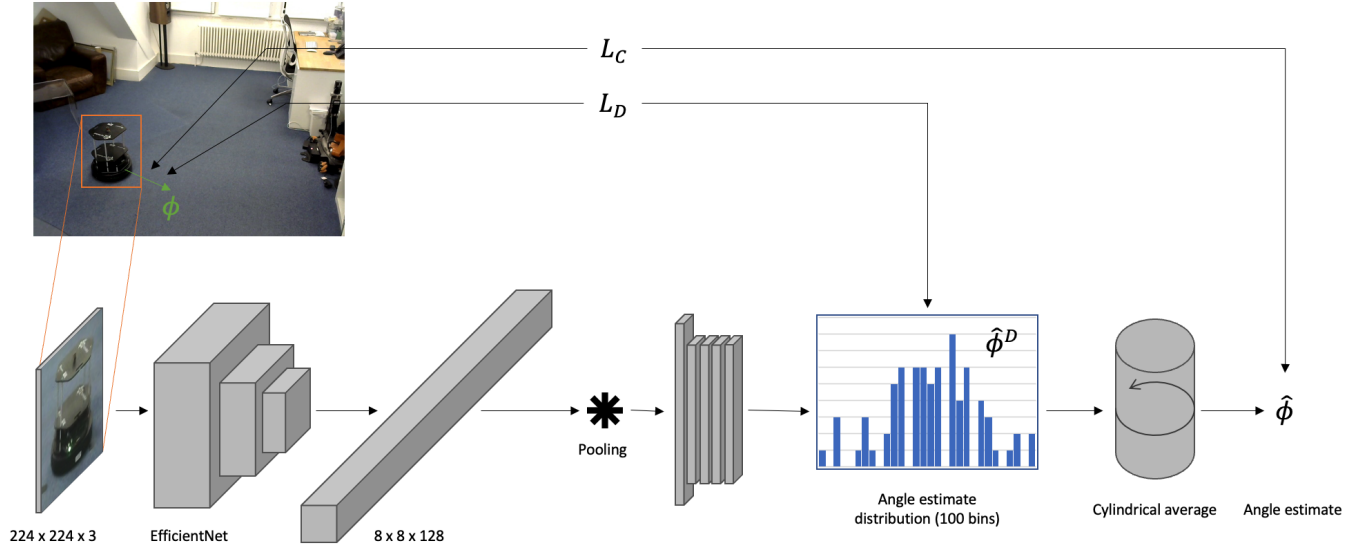 L_C
L_D
ϕ
ϕ̂^D
ϕ̂
Pooling
Angle estimate
distribution (100 bins)
Cylindrical average
Angle estimate
224 x 224 x 3
EfficientNet
8 x 8 x 128